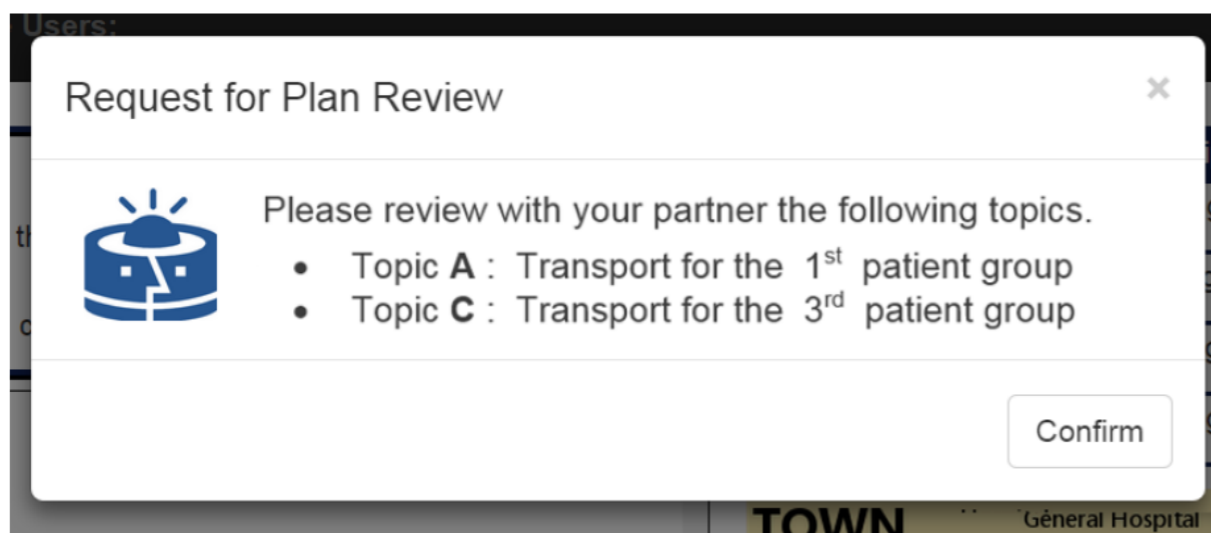 Users:
Request for Plan Review
×
Please review with your partner the following topics.
• Topic A : Transport for the 1st patient group
• Topic C : Transport for the 3rd patient group
Confirm
TOWN
General Hospital